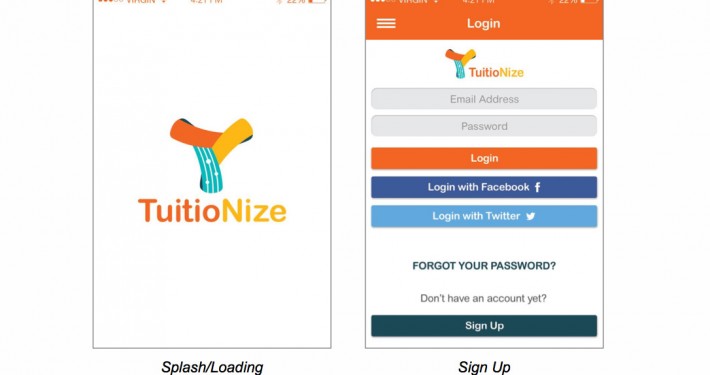 VIRGIN 4:21 PM 22%
TuitioNize
Splash/Loading
VIRGIN 4:21 PM 22%
Login
TuitioNize
Email Address
Password
Login
Login with Facebook f
Login with Twitter
FORGOT YOUR PASSWORD?
Don't have an account yet?
Sign Up
Sign Up